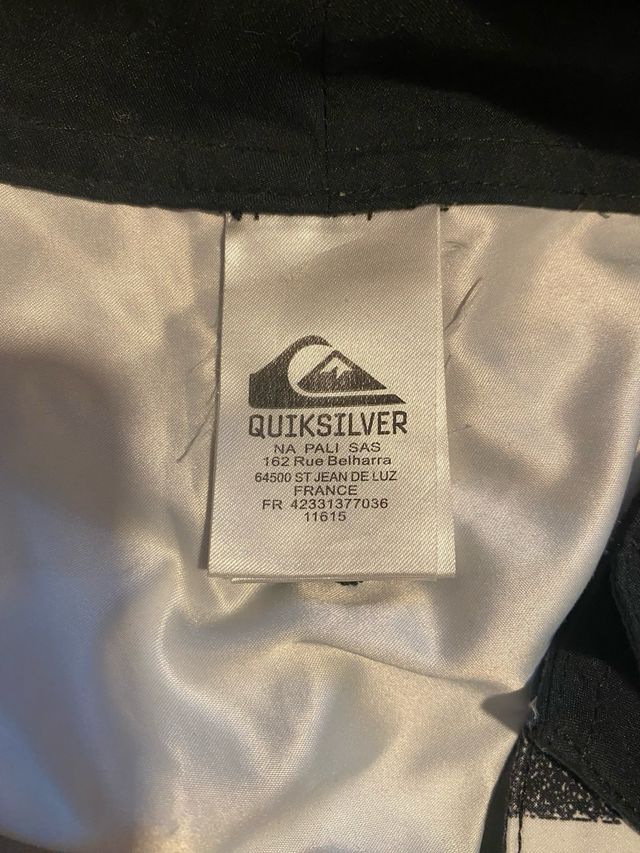 QUIKSILVER
NA PALI SAS
162 Rue Belharra
64500 ST JEAN DE LUZ
FRANCE
FR 42331377036
11615